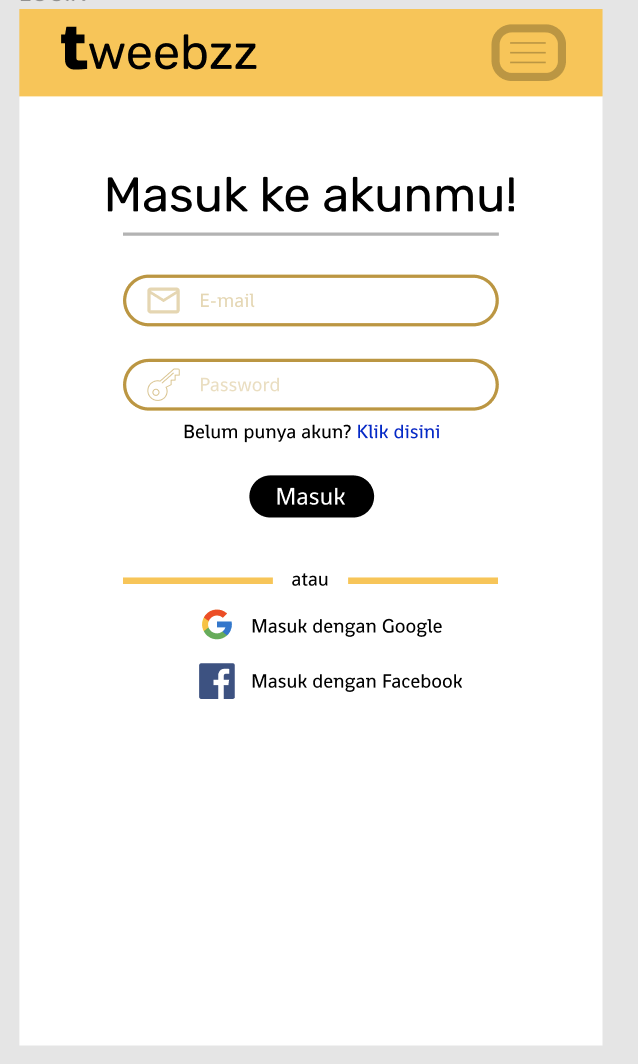 tweebzz
Masuk ke akunmu!
E-mail
Password
Belum punya akun? Klik disini
Masuk
atau
Masuk dengan Google
Masuk dengan Facebook